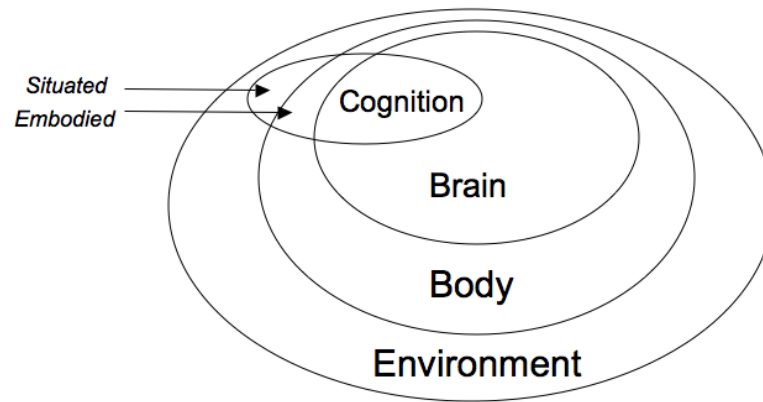 Situated
Embodied
Cognition
Brain
Body
Environment